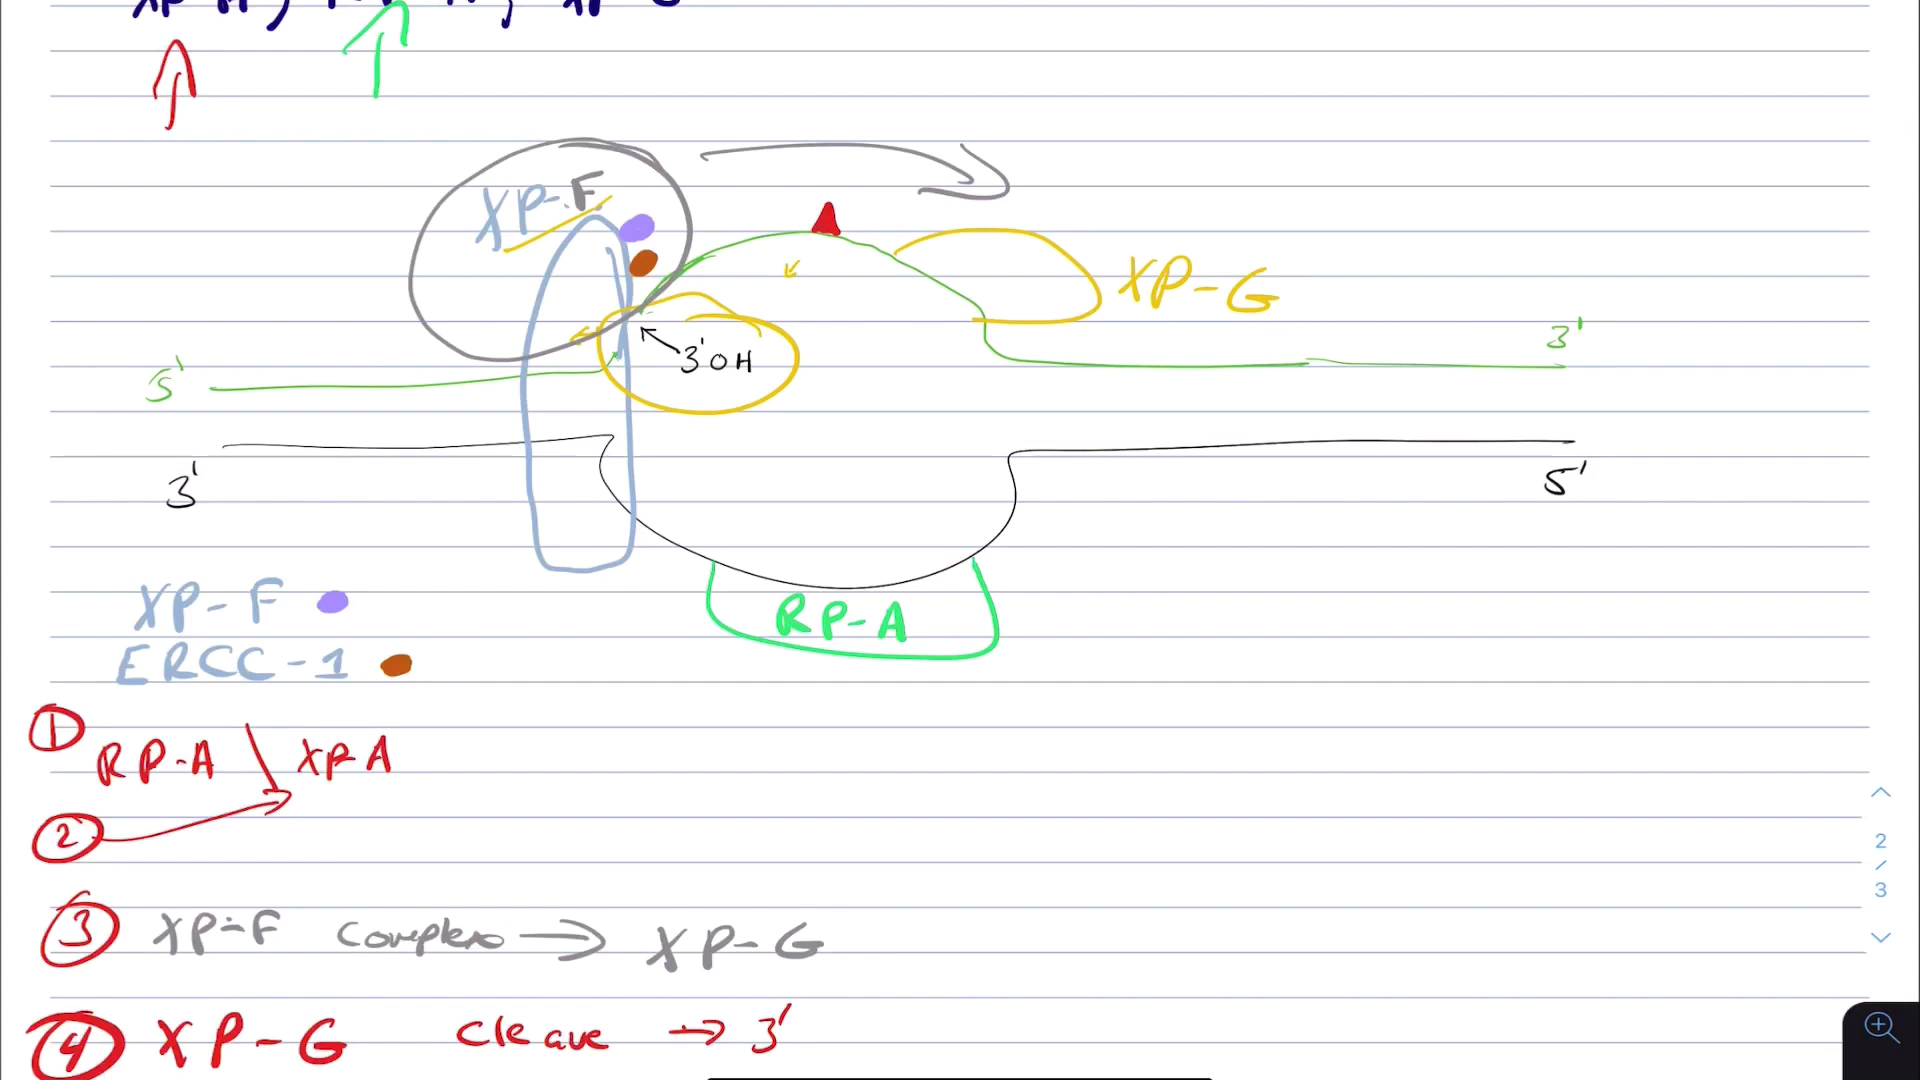 XP-F
XP-G
3'
3'OH
5'
3'
5'
RP-A
XP-F
ERCC-1
1
RP-A XPA
2
3 XP-F complex → XP-G
4 XP-G cleave → 3'
2
/
3